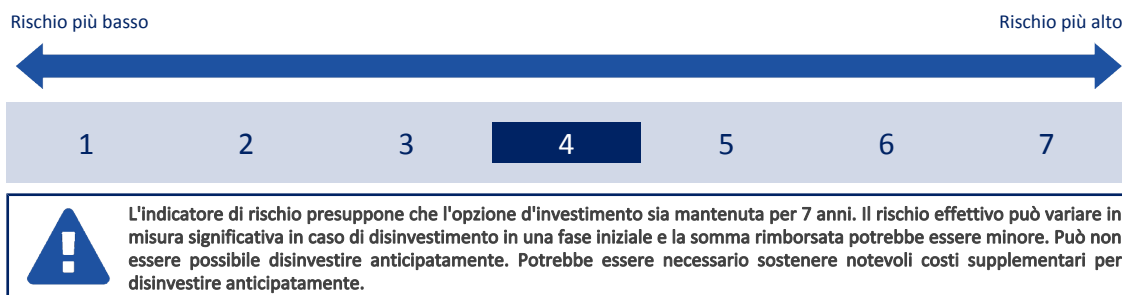 Rischio più basso Rischio più alto
1 2 3 4 5 6 7
L'indicatore di rischio presuppone che l'opzione d'investimento sia mantenuta per 7 anni. Il rischio effettivo può variare in
misura significativa in caso di disinvestimento in una fase iniziale e la somma rimborsata potrebbe essere minore. Può non
essere possibile disinvestire anticipatamente. Potrebbe essere necessario sostenere notevoli costi supplementari per
disinvestire anticipatamente.